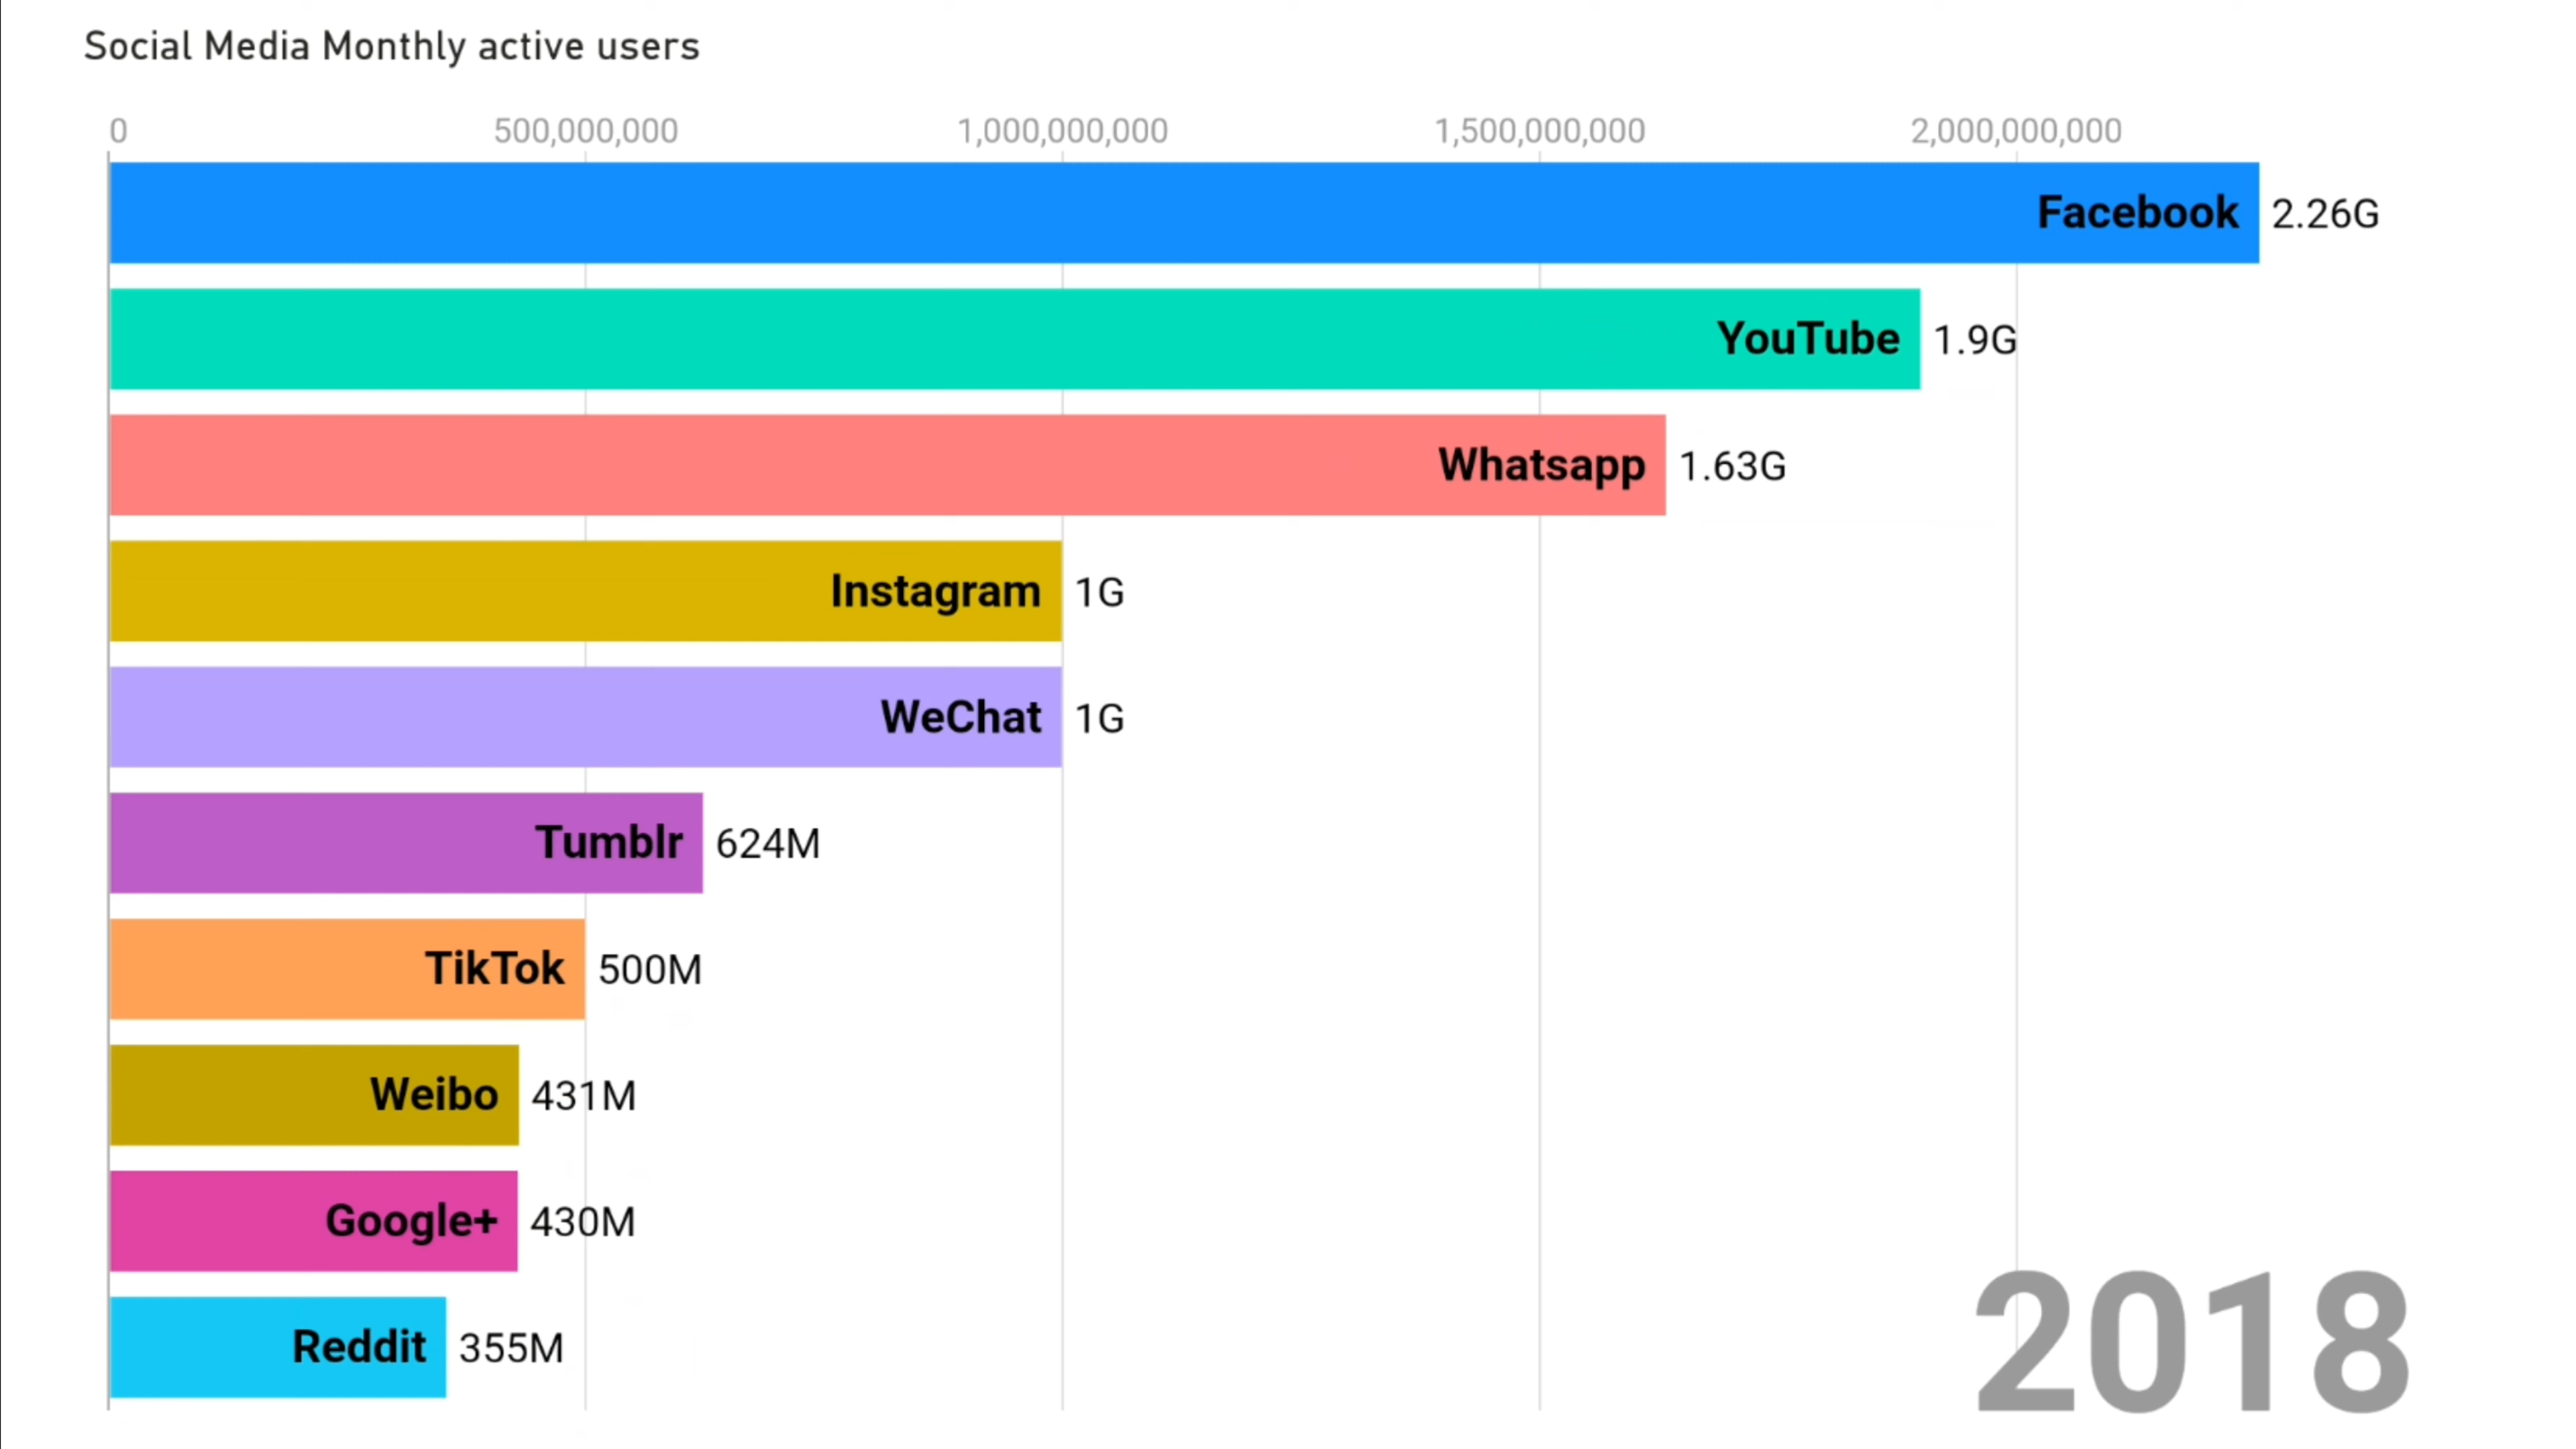 Social Media Monthly active users
0 500,000,000 1,000,000,000 1,500,000,000 2,000,000,000
Facebook 2.26G
YouTube 1.9G
Whatsapp 1.63G
Instagram 1G
WeChat 1G
Tumblr 624M
TikTok 500M
Weibo 431M
Google+ 430M
Reddit 355M
2018